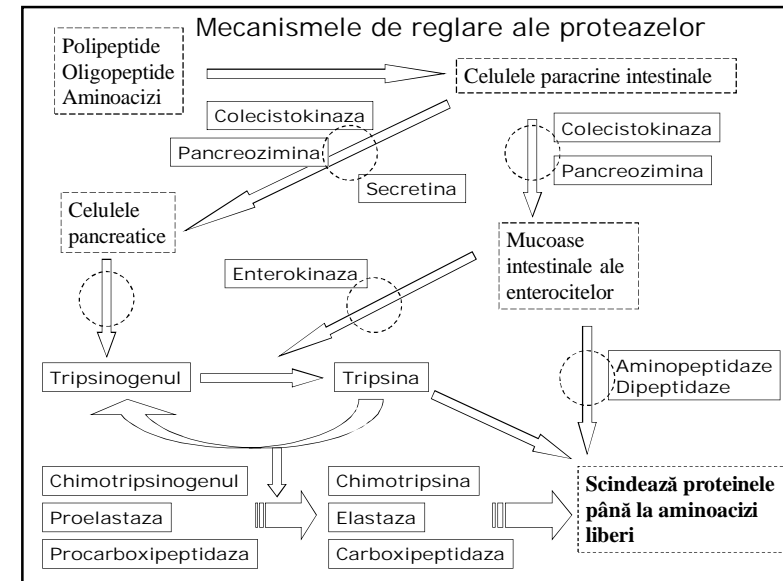 Mecanismele de reglare ale proteazelor
Polipeptide
Oligopeptide
Aminoacizi
Celulele paracrine intestinale
Colecistokinaza
Pancreozimina
Secretina
Colecistokinaza
Pancreozimina
Celulele
pancreatice
Mucoase
intestinale ale
enterocitelor
Enterokinaza
Tripsinogenul
Tripsina
Aminopeptidaze
Dipeptidaze
Chimotripsinogenul
Proelastaza
Procarboxipeptidaza
Chimotripsina
Elastaza
Carboxipeptidaza
Scindează proteinele
până la aminoacizi
liberi